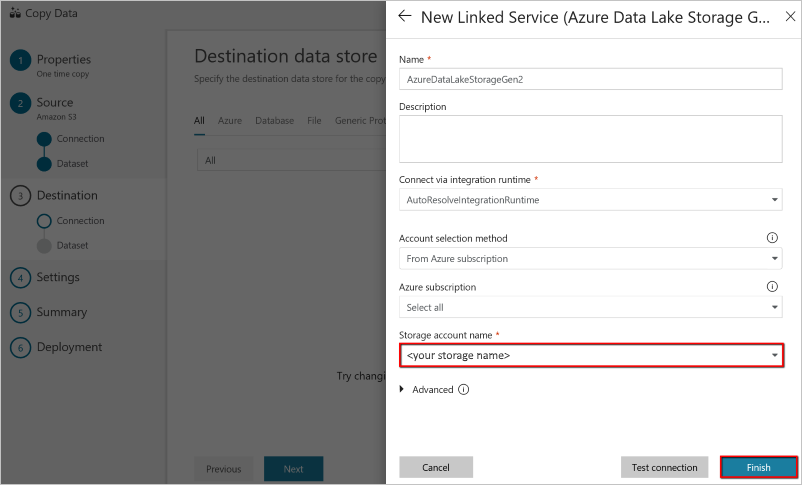 Copy Data
1
Properties
One time copy
2
Source
Amazon S3
Connection
Dataset
3
Destination
Connection
Dataset
4
Settings
5
Summary
6
Deployment
Destination data store
Specify the destination data store for the copy
All Azure Database File Generic Prot
All
Try changi
Previous Next
New Linked Service (Azure Data Lake Storage G...
Name *
AzureDataLakeStorageGen2
Description
Connect via integration runtime *
AutoResolveIntegrationRuntime
Account selection method
From Azure subscription
Azure subscription
Select all
Storage account name *
<your storage name>
Advanced
Cancel Test connection Finish